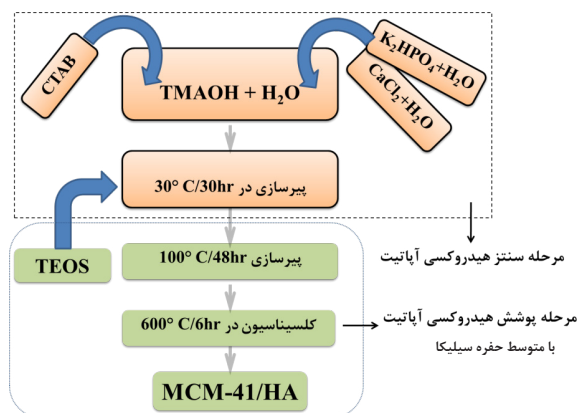 CTAB
K₂HPO₄+H₂O
CaCl₂+H₂O
TMAOH + H₂O
پیرسازی در 30° C/30hr
مرحله سنتز هیدروکسی آپاتیت
TEOS
پیرسازی 100° C/48hr
کلسیناسیون در 600° C/6hr
مرحله پوشش هیدروکسی آپاتیت
با متوسط حفره سیلیکا
MCM-41/HA